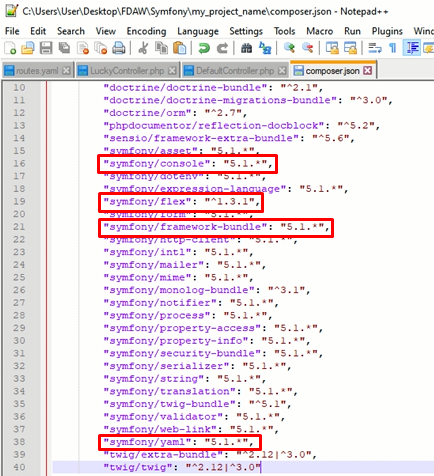 C:\Users\User\Desktop\FDAW\Symfony\my_project_name\composer.json - Notepad++
File Edit Search View Encoding Language Settings Tools Macro Run Plugins Wind
routes.yaml LuckyController.php DefaultController.php composer.json
10 "doctrine/doctrine-bundle": "^2.1",
11 "doctrine/doctrine-migrations-bundle": "^3.0",
12 "doctrine/orm": "^2.7",
13 "phpdocumentor/reflection-docblock": "^5.2",
14 "sensio/framework-extra-bundle": "^5.6",
15 "symfony/asset": "5.1.*",
16 "symfony/console": "5.1.*",
17 "symfony/dotenv": "5.1.*",
18 "symfony/expression-language": "5.1.*",
19 "symfony/flex": "^1.3.1",
20 "symfony/form": "5.1.*",
21 "symfony/framework-bundle": "5.1.*",
22 "symfony/http-client": "5.1.*",
23 "symfony/intl": "5.1.*",
24 "symfony/mailer": "5.1.*",
25 "symfony/mime": "5.1.*",
26 "symfony/monolog-bundle": "^3.1",
27 "symfony/notifier": "5.1.*",
28 "symfony/process": "5.1.*",
29 "symfony/property-access": "5.1.*",
30 "symfony/property-info": "5.1.*",
31 "symfony/security-bundle": "5.1.*",
32 "symfony/serializer": "5.1.*",
33 "symfony/string": "5.1.*",
34 "symfony/translation": "5.1.*",
35 "symfony/twig-bundle": "^5.1",
36 "symfony/validator": "5.1.*",
37 "symfony/web-link": "5.1.*",
38 "symfony/yaml": "5.1.*",
39 "twig/extra-bundle": "^2.12|^3.0",
40 "twig/twig": "^2.12|^3.0"